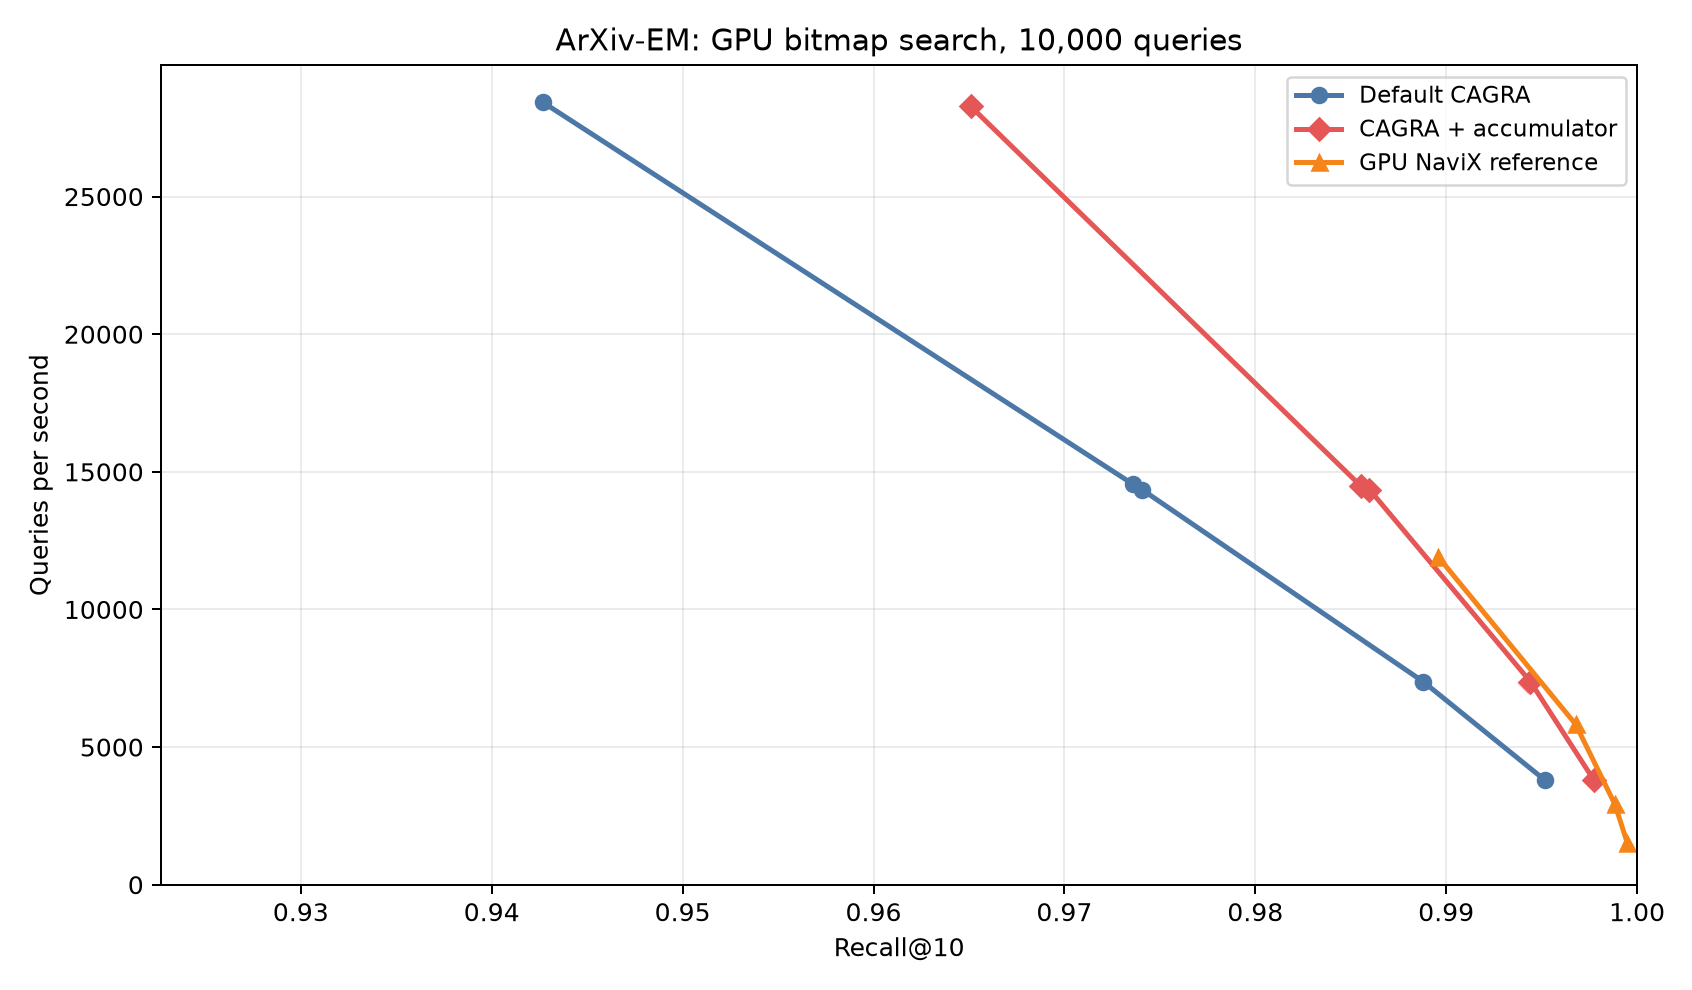 ArXiv-EM: GPU bitmap search, 10,000 queries
Default CAGRA
CAGRA + accumulator
GPU NaviX reference
Queries per second
25000
20000
15000
10000
5000
0
0.93 0.94 0.95 0.96 0.97 0.98 0.99 1.00
Recall@10